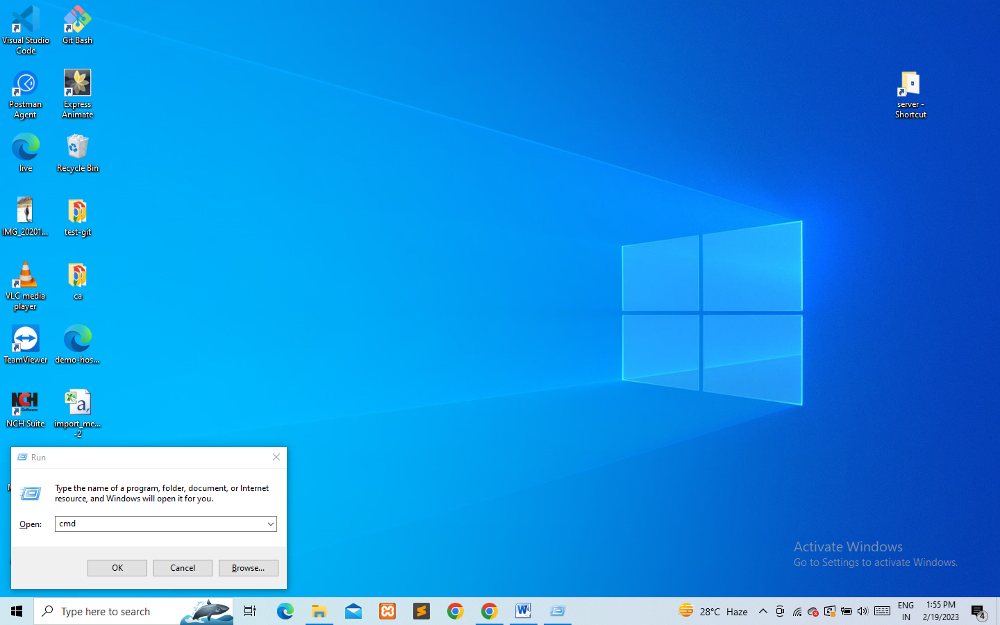 Visual Studio
Code
Git Bash
Postman
Agent
Express
Animate
live
Recycle Bin
IMG_20201...
test-git
VLC media
player
ca
TeamViewer
demo-hos...
NCH
Software
NCH Suite
a,
import_me...
-2
server -
Shortcut
Run
Type the name of a program, folder, document, or Internet
resource, and Windows will open it for you.
Open:
cmd
OK
Cancel
Browse...
Activate Windows
Go to Settings to activate Windows.
Type here to search
28°C Haze
ENG
IN
1:55 PM
2/19/2023
4